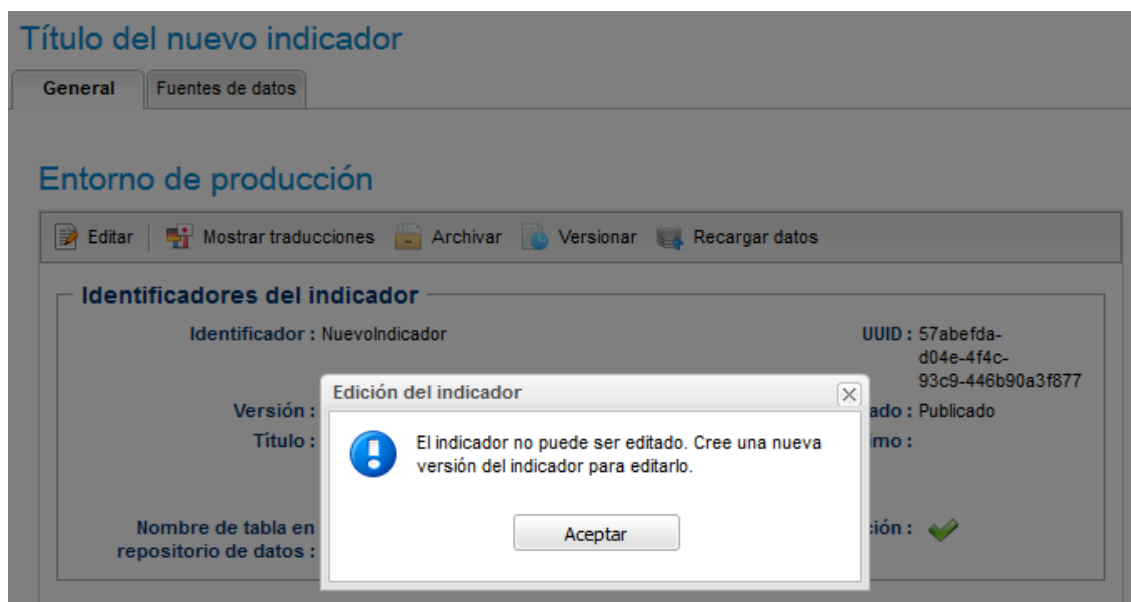 Título del nuevo indicador
General Fuentes de datos
Entorno de producción
Editar Mostrar traducciones Archivar Versionar Recargar datos
Identificadores del indicador
Identificador : NuevoIndicador UUID : 57abefda-
d04e-4f4c-
93c9-446b90a3f877
Edición del indicador
Versión : ado : Publicado
Título : imo :
El indicador no puede ser editado. Cree una nueva
versión del indicador para editarlo.
Aceptar
Nombre de tabla en
repositorio de datos :
ción :